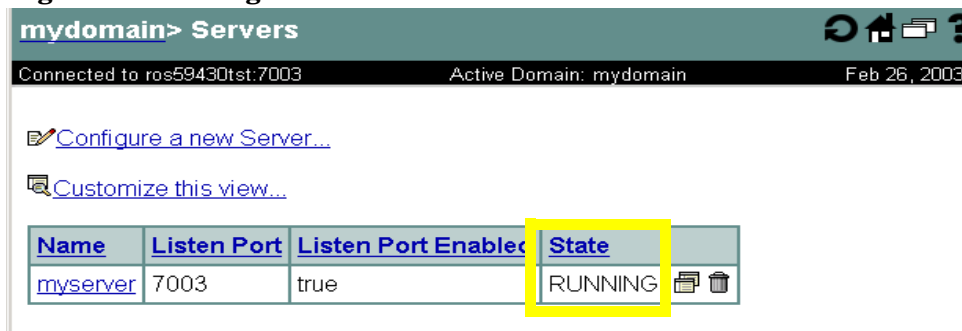 mydomain> Servers
Connected to ros59430tst:7003 Active Domain: mydomain Feb 26, 2003
Configure a new Server...
Customize this view...
Name Listen Port Listen Port Enabled State
myserver 7003 true RUNNING